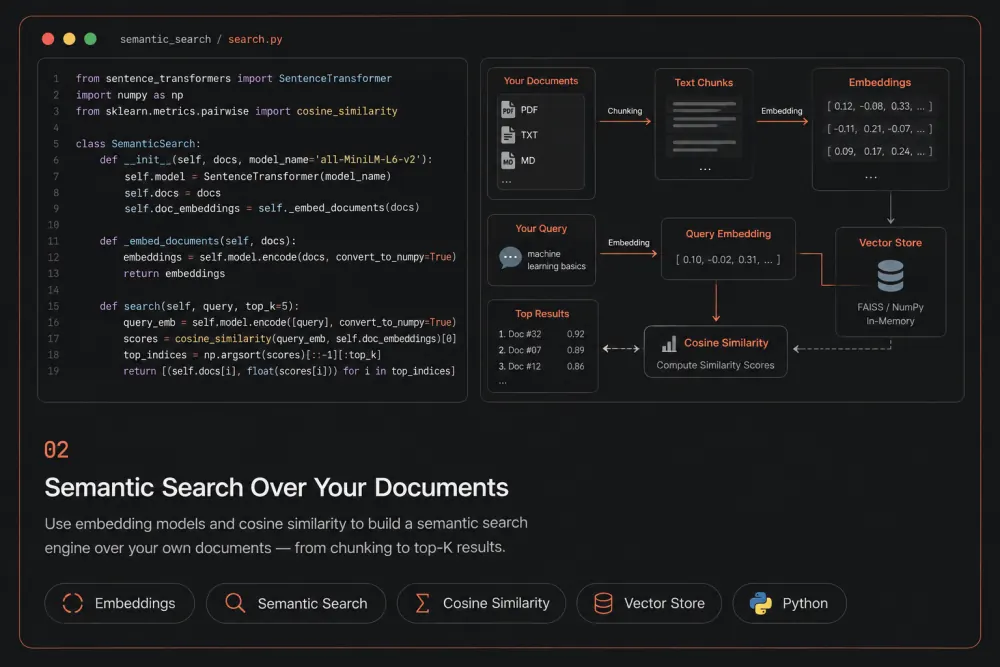 semantic_search / search.py
1 from sentence_transformers import SentenceTransformer
2 import numpy as np
3 from sklearn.metrics.pairwise import cosine_similarity
4
5 class SemanticSearch:
6     def __init__(self, docs, model_name='all-MiniLM-L6-v2'):
7         self.model = SentenceTransformer(model_name)
8         self.docs = docs
9         self.doc_embeddings = self._embed_documents(docs)
10
11     def _embed_documents(self, docs):
12         embeddings = self.model.encode(docs, convert_to_numpy=True)
13         return embeddings
14
15     def search(self, query, top_k=5):
16         query_emb = self.model.encode([query], convert_to_numpy=True)
17         scores = cosine_similarity(query_emb, self.doc_embeddings)[0]
18         top_indices = np.argsort(scores)[::-1][:top_k]
19         return [(self.docs[i], float(scores[i])) for i in top_indices]
Your Documents
PDF PDF
TXT
MD MD
...
Chunking
Text Chunks
...
Embedding
Embeddings
[ 0.12, -0.08, 0.33, ... ]
[ -0.11, 0.21, -0.07, ... ]
[ 0.09, 0.17, 0.24, ... ]
...
Your Query
machine
learning basics
Embedding
Query Embedding
[ 0.10, -0.02, 0.31, ... ]
Vector Store
FAISS / NumPy
In-Memory
Top Results
1. Doc #32 0.92
2. Doc #07 0.89
3. Doc #12 0.86
...
Cosine Similarity
Compute Similarity Scores
02
Semantic Search Over Your Documents
Use embedding models and cosine similarity to build a semantic search
engine over your own documents — from chunking to top-K results.
Embeddings
Semantic Search
Σ Cosine Similarity
Vector Store
Python